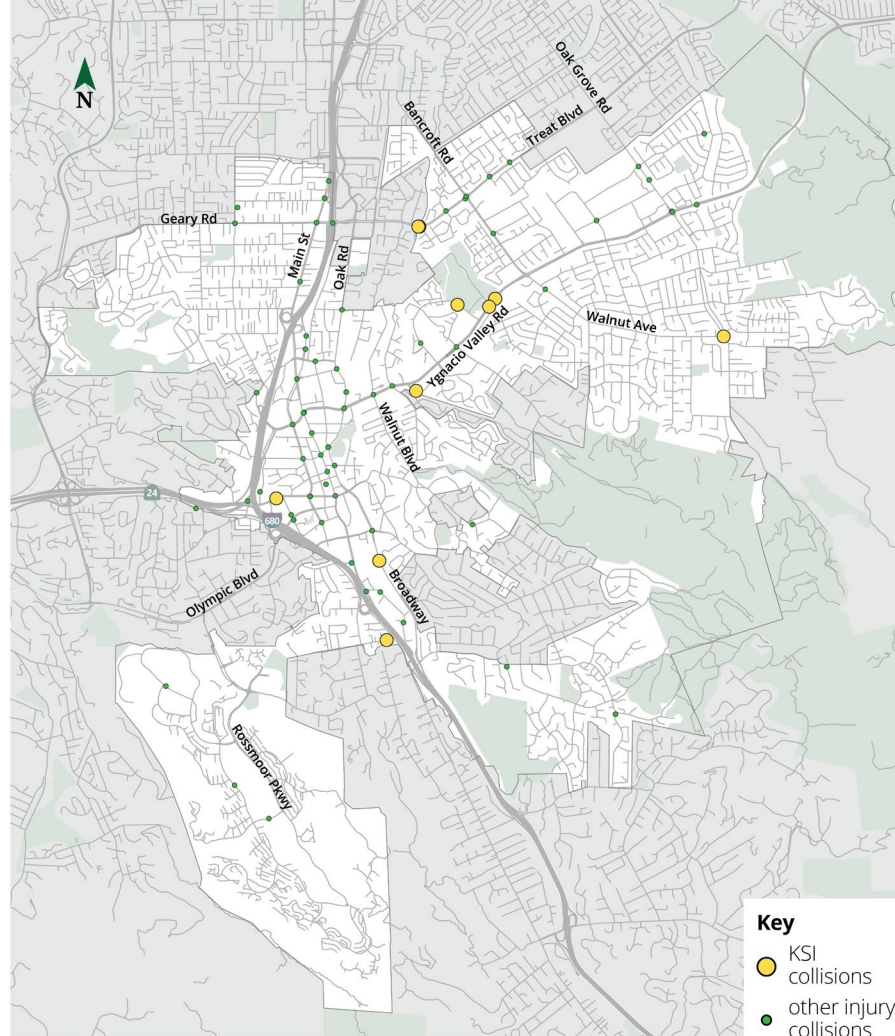 N
Oak Grove Rd
Bancroft Rd
Treat Blvd
Geary Rd
Main St
Oak Rd
Walnut Ave
Ygnacio Valley Rd
Walnut Blvd
24
680
Olympic Blvd
Broadway
Rossmoor Pkwy
Key
KSI
collisions
other injury
collisions